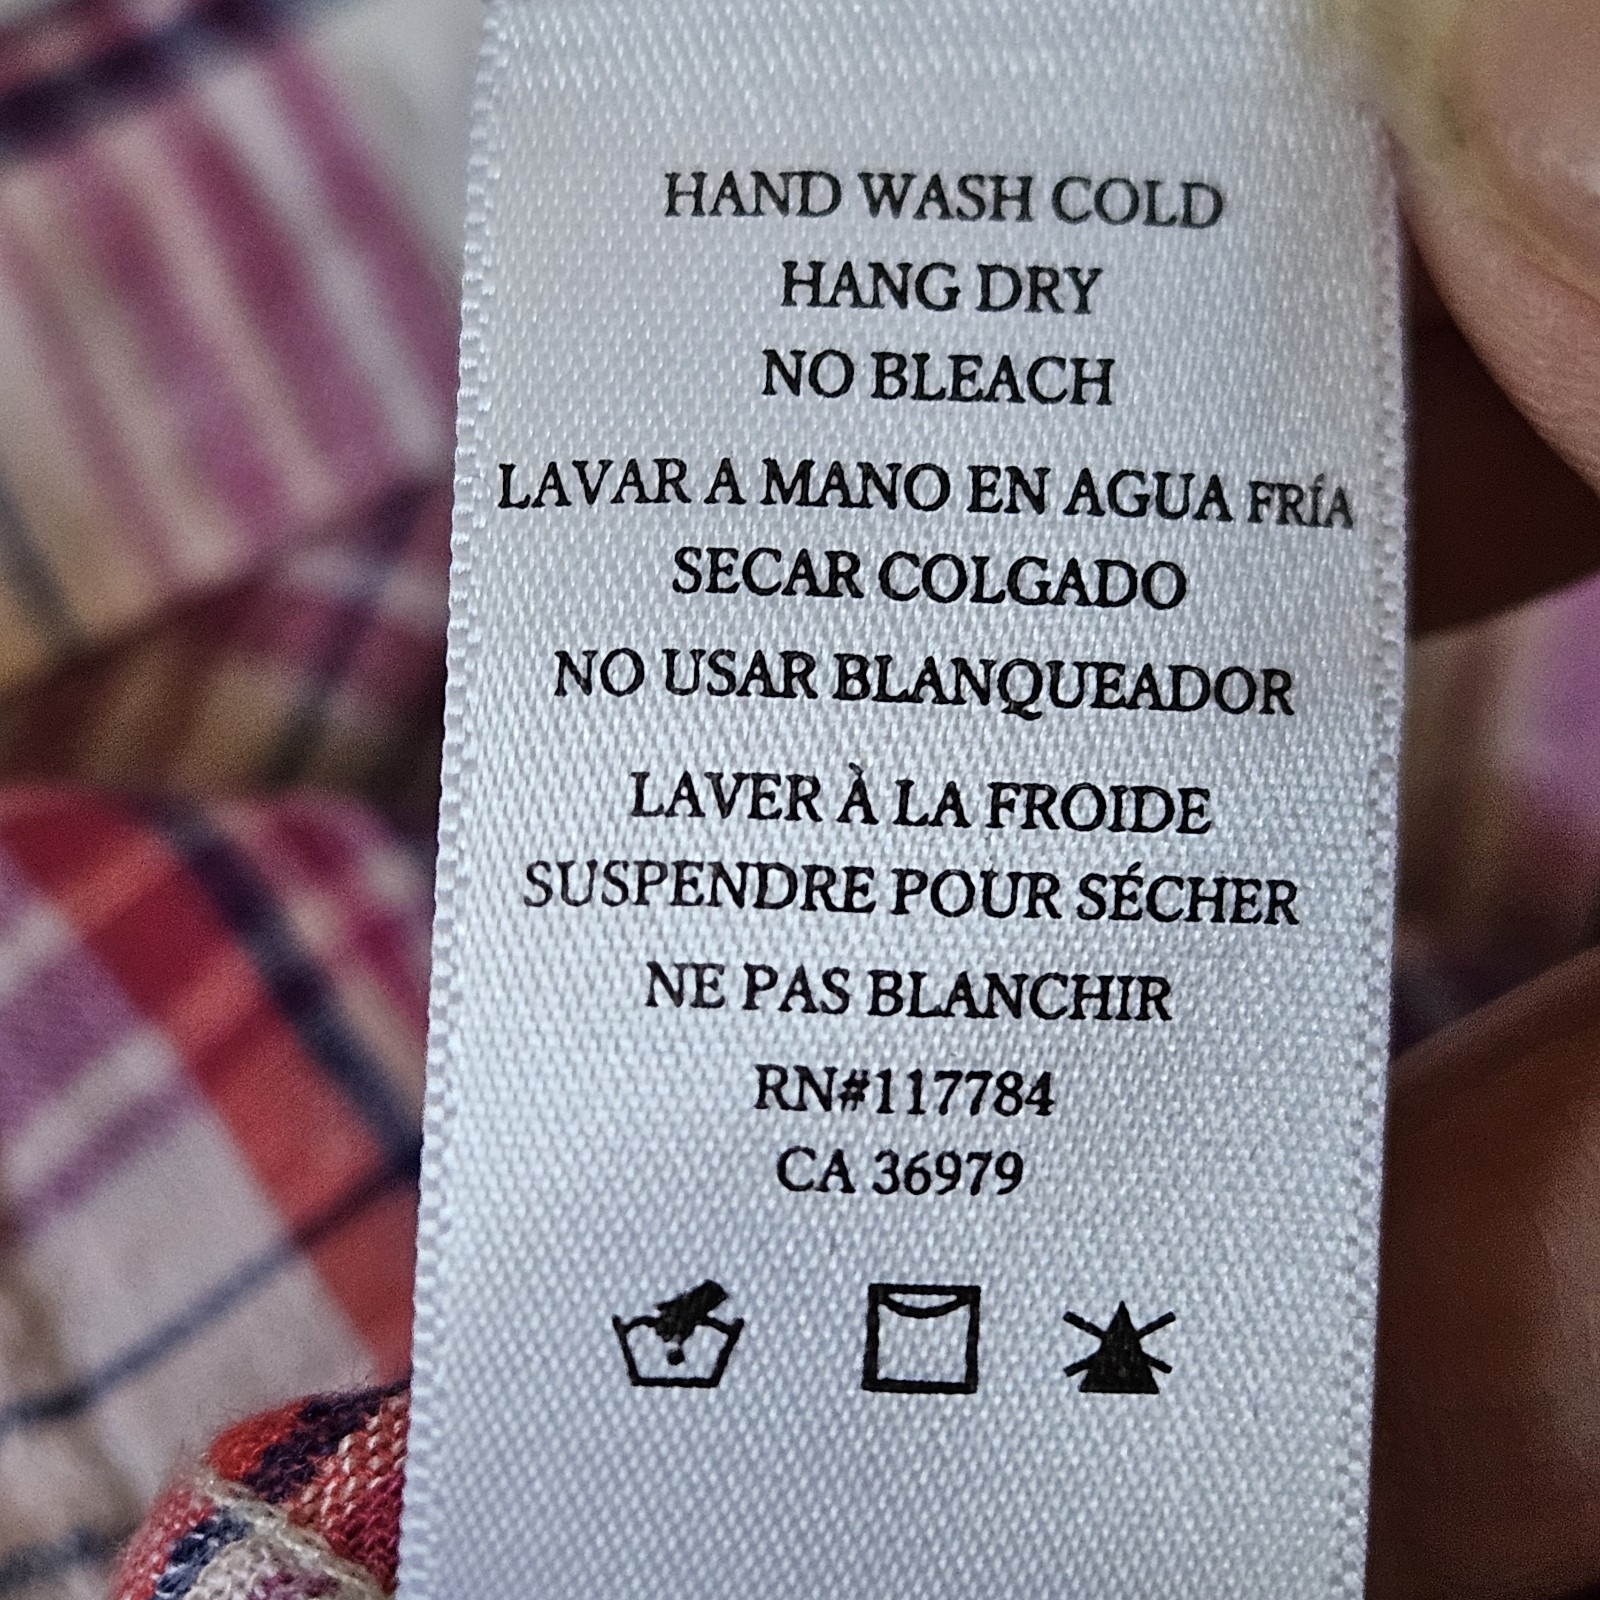 HAND WASH COLD
HANG DRY
NO BLEACH
LAVAR A MANO EN AGUA FRÍA
SECAR COLGADO
NO USAR BLANQUEADOR
LAVER À LA FROIDE
SUSPENDRE POUR SÉCHER
NE PAS BLANCHIR
RN#117784
CA 36979